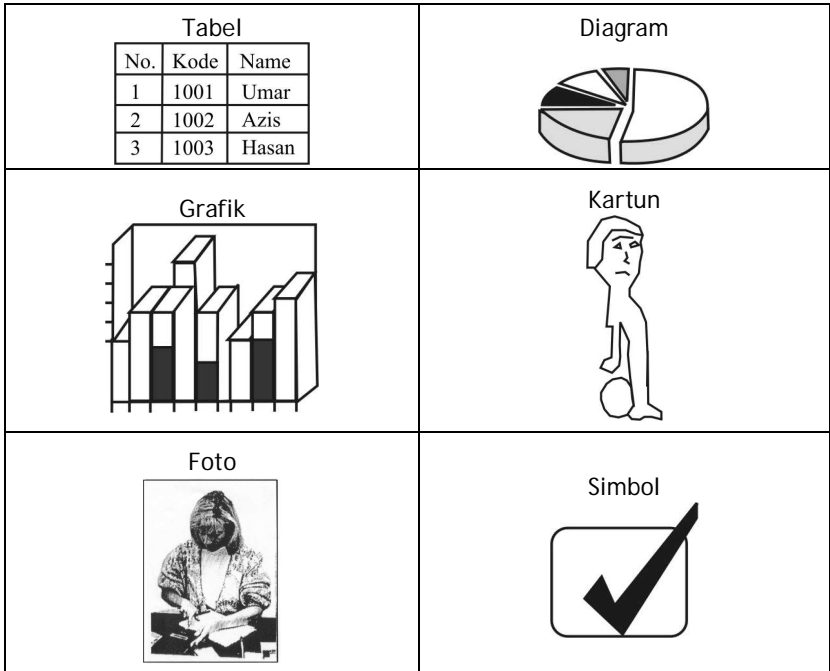 Tabel
No. Kode Name
1 1001 Umar
2 1002 Azis
3 1003 Hasan
Diagram
Grafik
Kartun
Foto
Simbol